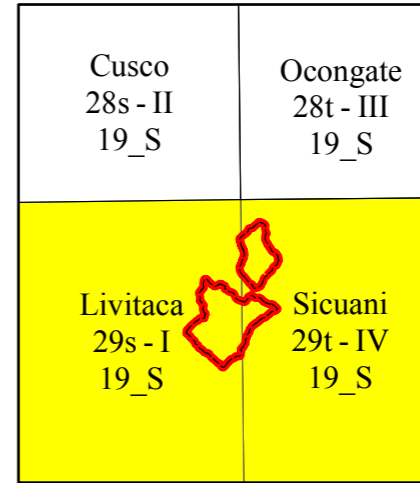 Cusco
28s - II
19_S
Ocongate
28t - III
19_S
Livitaca
29s - I
19_S
Sicuani
29t - IV
19_S